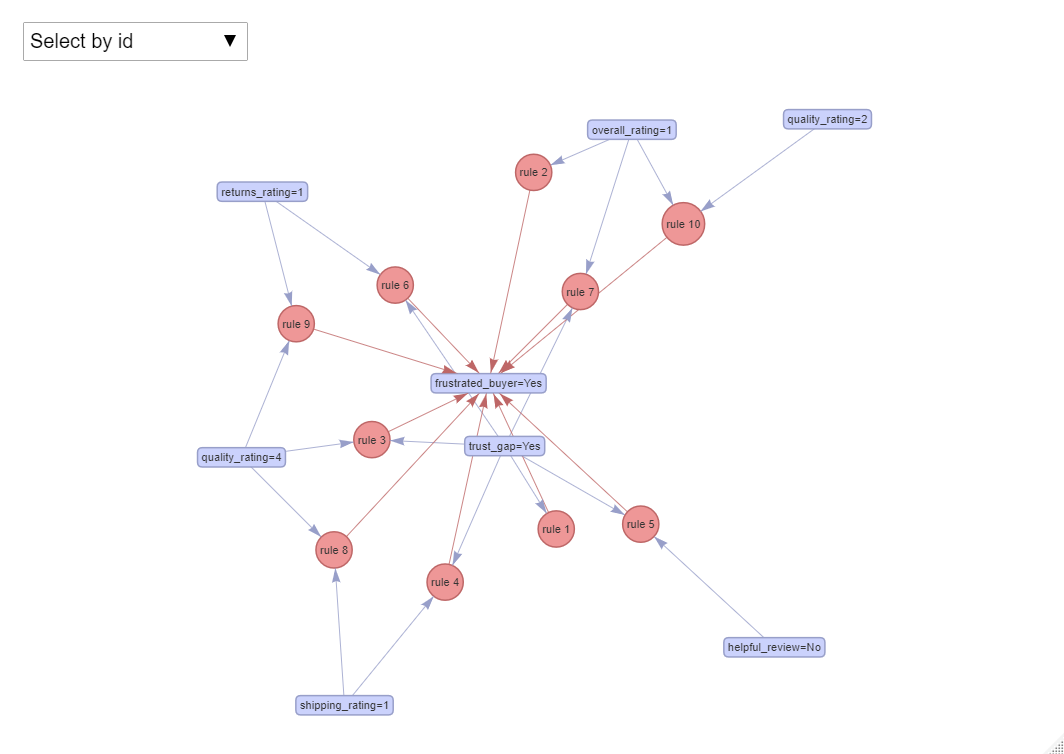 Select by id ▼
quality_rating=2
overall_rating=1
rule 2
returns_rating=1
rule 10
rule 6
rule 7
rule 9
frustrated_buyer=Yes
rule 3
trust_gap=Yes
quality_rating=4
rule 5
rule 1
rule 8
rule 4
helpful_review=No
shipping_rating=1